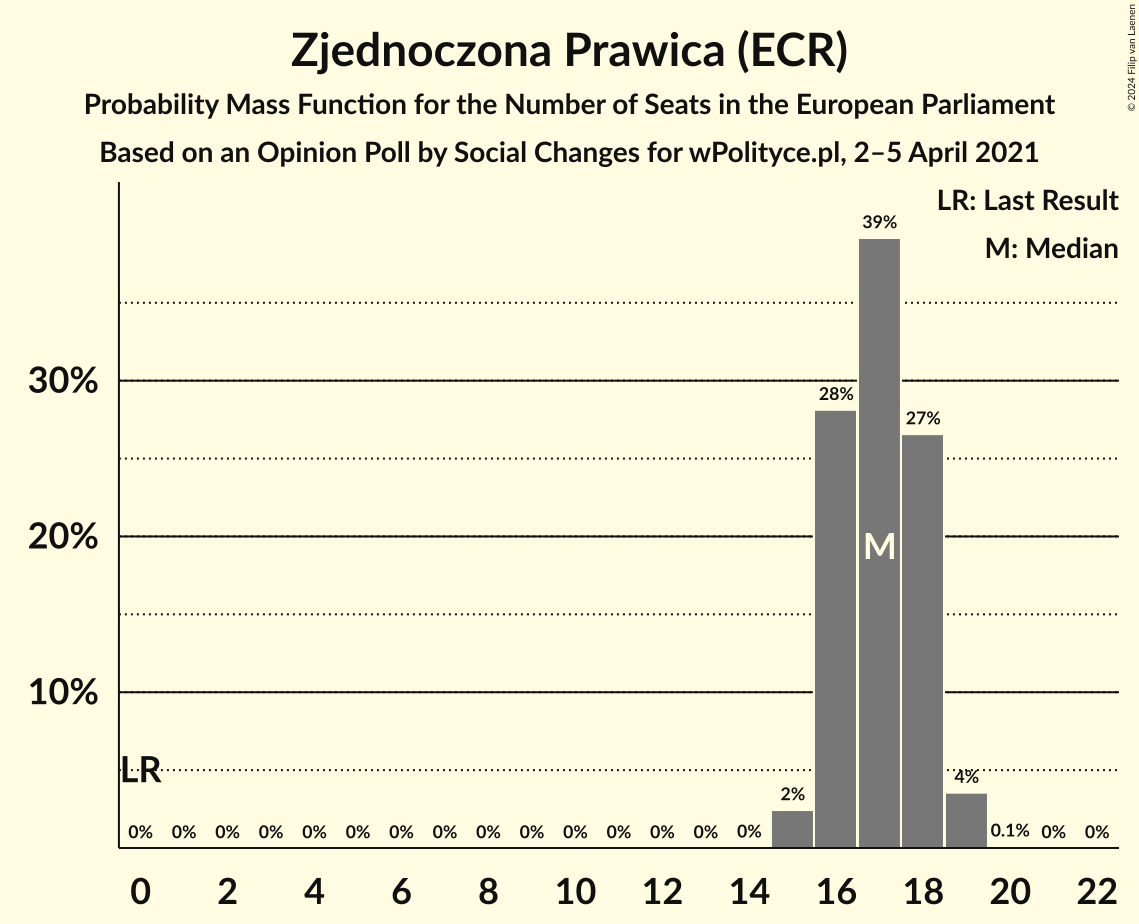 Zjednoczona Prawica (ECR)
Probability Mass Function for the Number of Seats in the European Parliament
Based on an Opinion Poll by Social Changes for wPolityce.pl, 2–5 April 2021
© 2024 Filip van Laenen
LR: Last Result
M: Median
39%
30%
28%
27%
20%
M
10%
LR
4%
2%
0% 0% 0% 0% 0% 0% 0% 0% 0% 0% 0% 0% 0% 0% 0% 0.1% 0% 0%
0 2 4 6 8 10 12 14 16 18 20 22